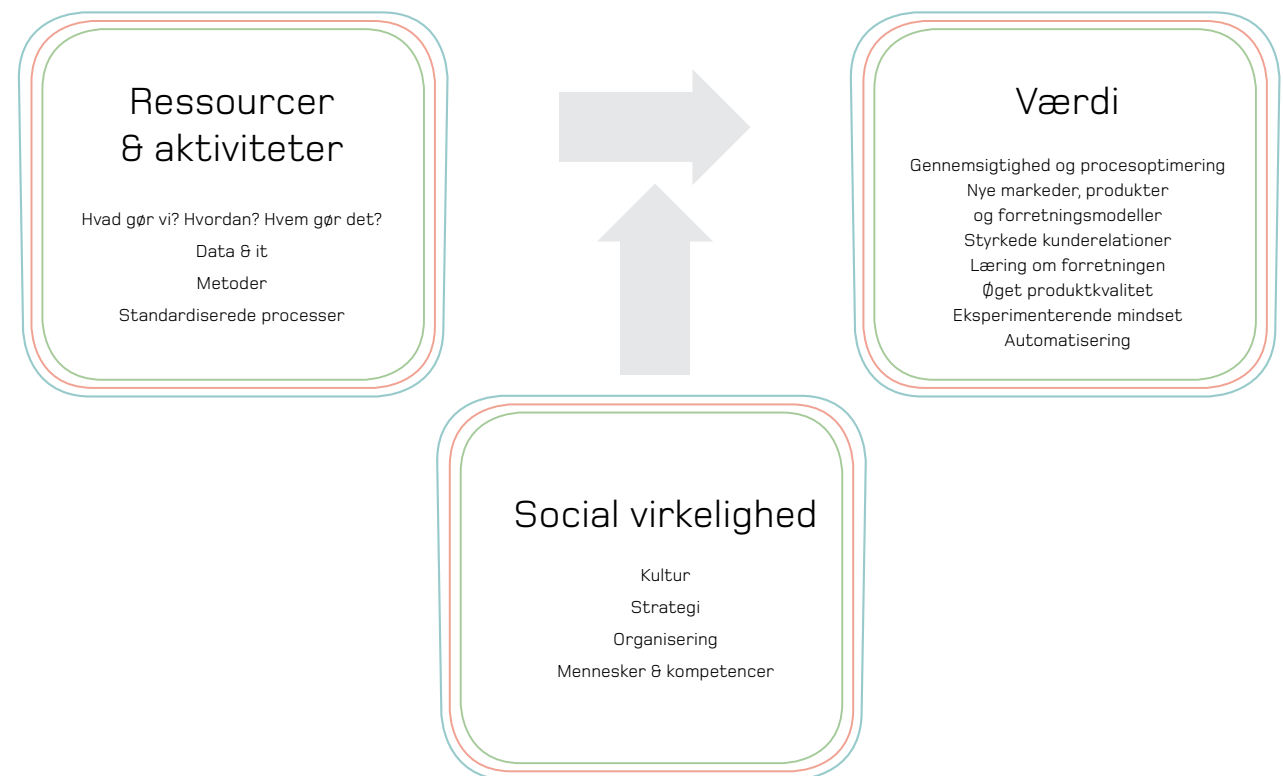 Ressourcer
& aktiviteter
Hvad gør vi? Hvordan? Hvem gør det?
Data & it
Metoder
Standardiserede processer
Værdi
Gennemsigtighed og procesoptimering
Nye markeder, produkter
og forretningsmodeller
Styrkede kunderelationer
Læring om forretningen
Øget produktkvalitet
Eksperimenterende mindset
Automatisering
Social virkelighed
Kultur
Strategi
Organisering
Mennesker & kompetencer